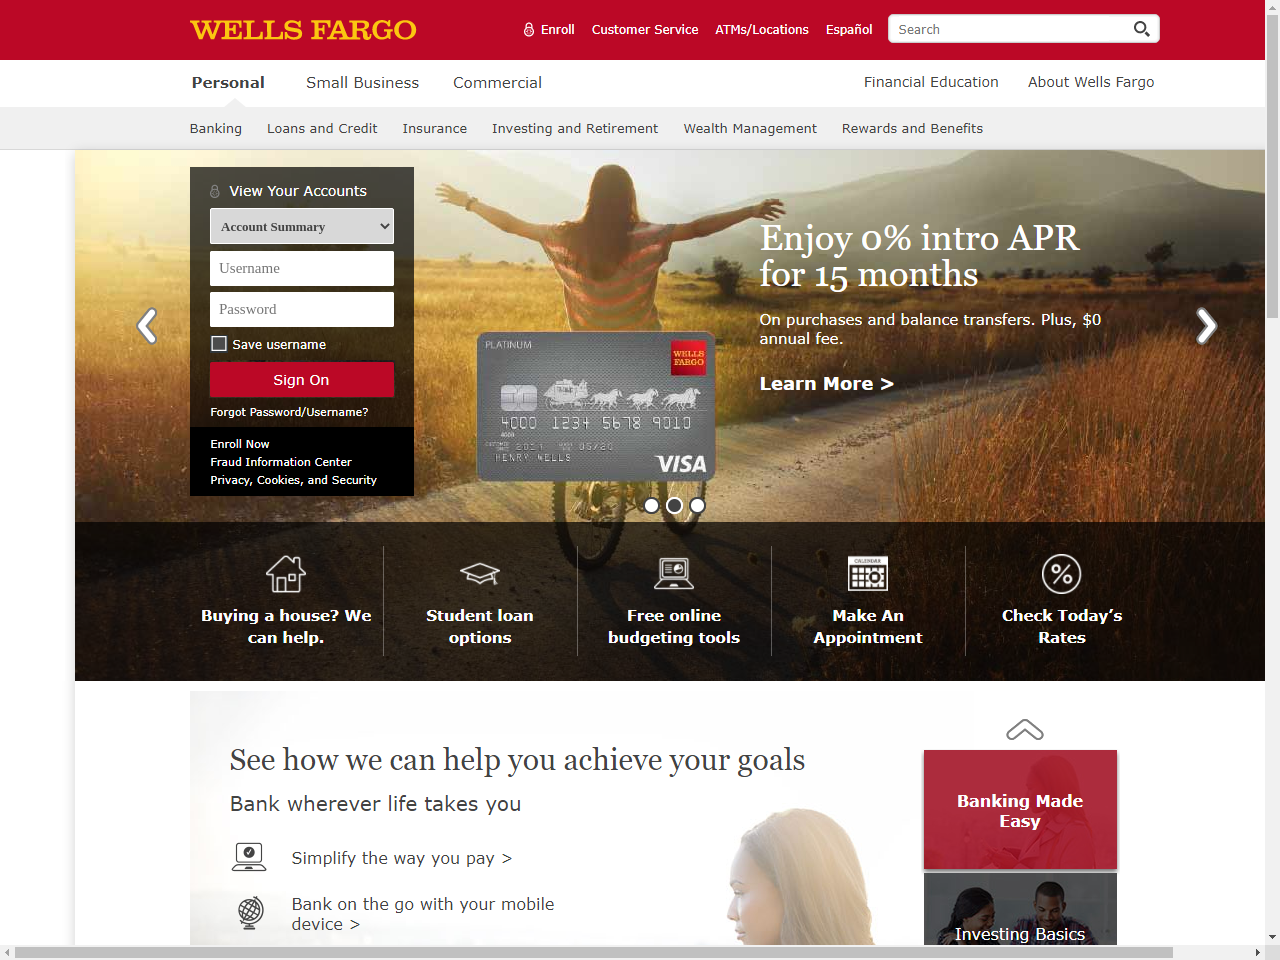 WELLS FARGO
Enroll
Customer Service
ATMs/Locations
Español
Search
Personal
Small Business
Commercial
Financial Education
About Wells Fargo
Banking
Loans and Credit
Insurance
Investing and Retirement
Wealth Management
Rewards and Benefits
View Your Accounts
Account Summary
Username
Password
Save username
Sign On
Forgot Password/Username?
Enroll Now
Fraud Information Center
Privacy, Cookies, and Security
PLATINUM
WELLS
FARGO
4000 1234 5678 9010
4000
HENRY WELLS
VISA
Enjoy 0% intro APR
for 15 months
On purchases and balance transfers. Plus, $0
annual fee.
Learn More >
Buying a house? We
can help.
Student loan
options
Free online
budgeting tools
CALENDAR
Make An
Appointment
Check Today’s
Rates
See how we can help you achieve your goals
Bank wherever life takes you
Simplify the way you pay >
Bank on the go with your mobile
device >
Banking Made
Easy
Investing Basics